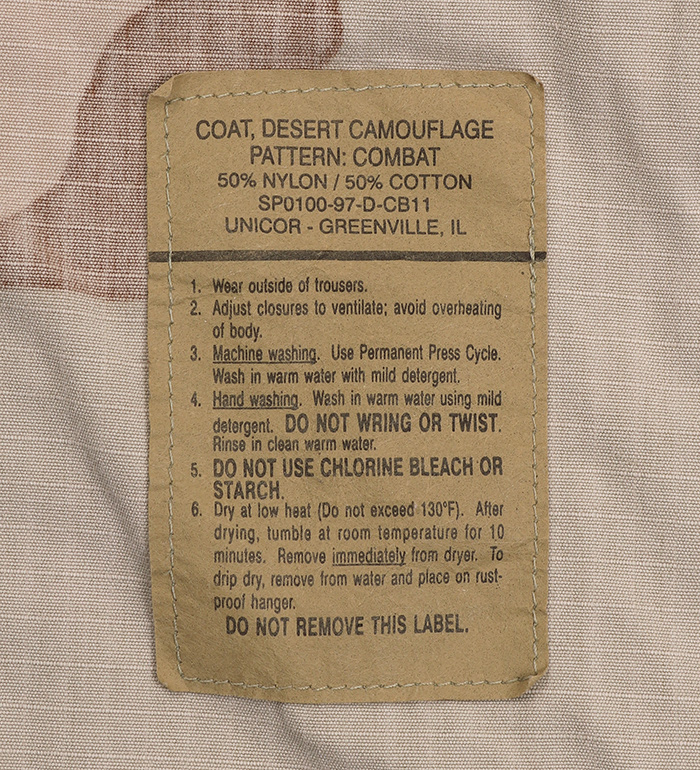 COAT, DESERT CAMOUFLAGE
PATTERN: COMBAT
50% NYLON / 50% COTTON
SP0100-97-D-CB11
UNICOR - GREENVILLE, IL
1. Wear outside of trousers.
2. Adjust closures to ventilate; avoid overheating
of body.
3. Machine washing. Use Permanent Press Cycle.
Wash in warm water with mild detergent.
4. Hand washing. Wash in warm water using mild
detergent. DO NOT WRING OR TWIST.
Rinse in clean warm water.
5. DO NOT USE CHLORINE BLEACH OR
STARCH.
6. Dry at low heat (Do not exceed 130°F). After
drying, tumble at room temperature for 10
minutes. Remove immediately from dryer. To
drip dry, remove from water and place on rust-
proof hanger.
DO NOT REMOVE THIS LABEL.